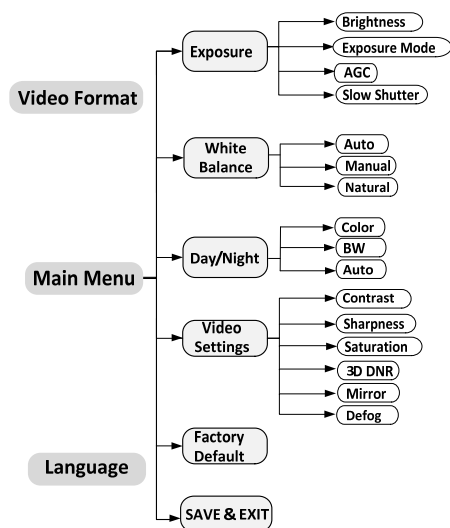 Video Format
Main Menu
Language
Exposure
Brightness
Exposure Mode
AGC
Slow Shutter
White
Balance
Auto
Manual
Natural
Day/Night
Color
BW
Auto
Video
Settings
Contrast
Sharpness
Saturation
3D DNR
Mirror
Defog
Factory
Default
SAVE & EXIT